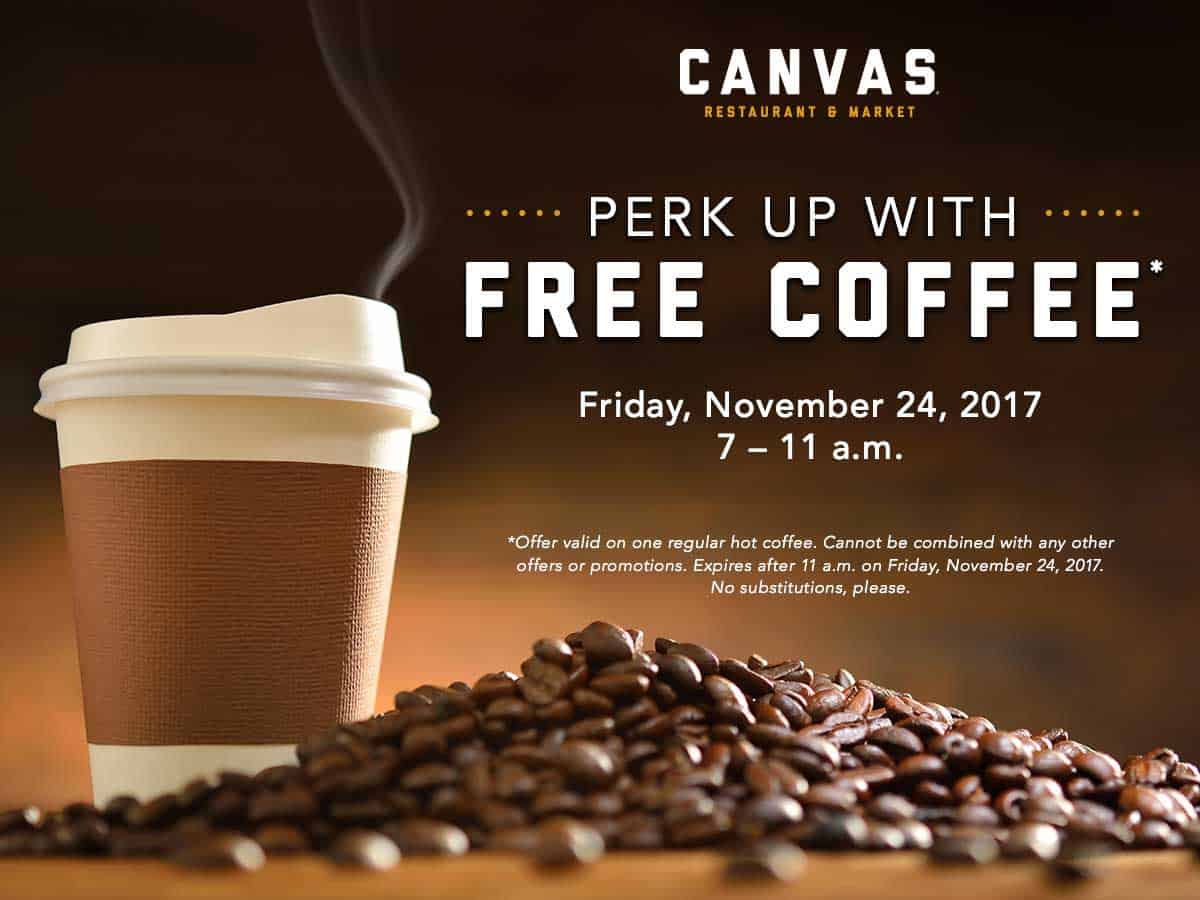 CANVAS
RESTAURANT & MARKET
PERK UP WITH
FREE COFFEE*
Friday, November 24, 2017
7 – 11 a.m.
*Offer valid on one regular hot coffee. Cannot be combined with any other
offers or promotions. Expires after 11 a.m. on Friday, November 24, 2017.
No substitutions, please.